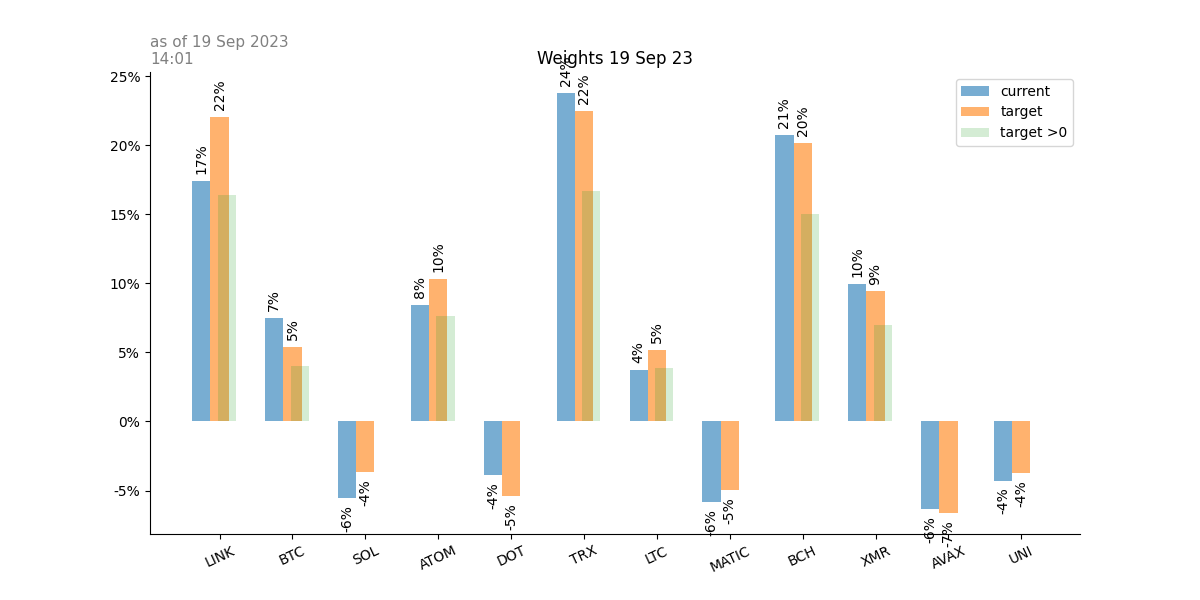 as of 19 Sep 2023
14:01
Weights 19 Sep 23
current
target
target >0
25%
20%
15%
10%
5%
0%
-5%
17%
22%
7%
5%
-6%
-4%
8%
10%
-4%
-5%
24%
22%
4%
5%
-6%
-5%
21%
20%
10%
9%
-6%
-7%
-4%
-4%
LINK
BTC
SOL
ATOM
DOT
TRX
LTC
MATIC
BCH
XMR
AVAX
UNI